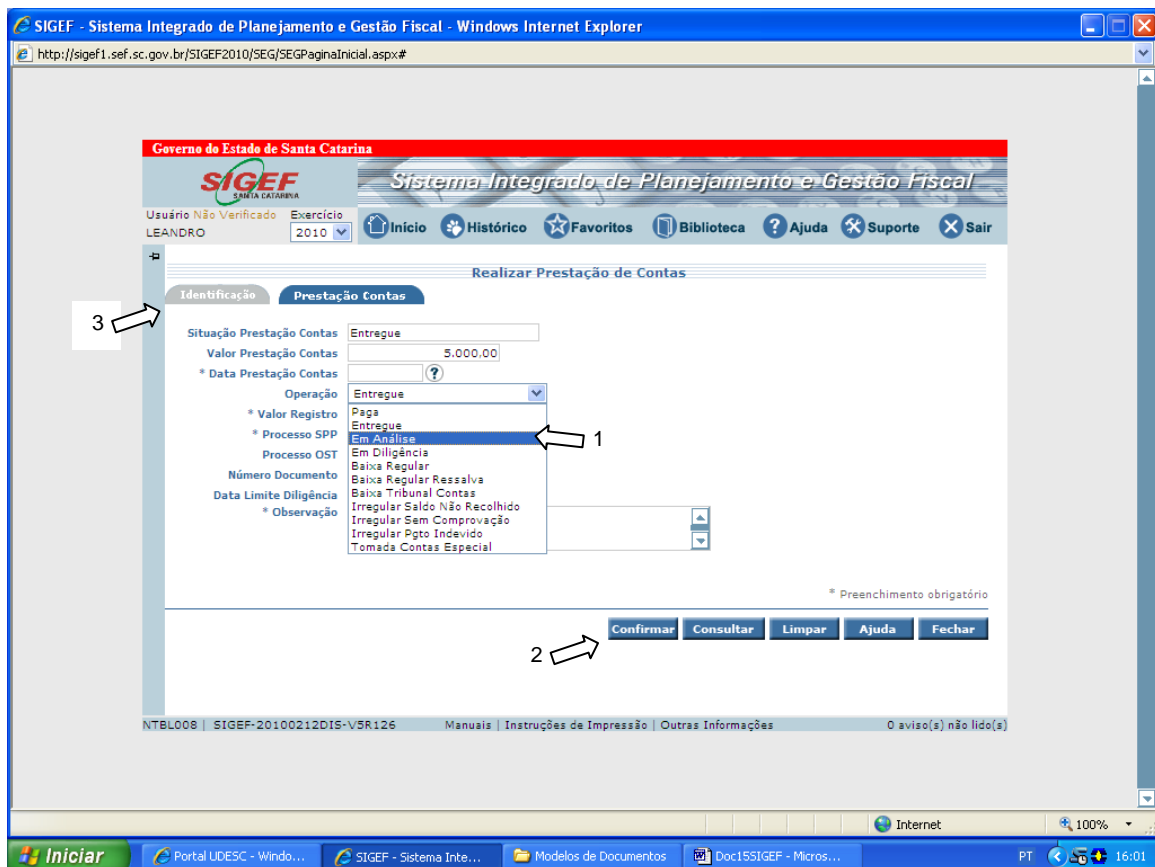 SIGEF - Sistema Integrado de Planejamento e Gestão Fiscal - Windows Internet Explorer
http://sigef1.sef.sc.gov.br/SIGEF2010/SEG/SEGPaginaInicial.aspx#
Governo do Estado de Santa Catarina
SIGEF
SANTA CATARINA
Sistema Integrado de Planejamento e Gestão Fiscal
Usuário Não Verificado Exercício
LEANDRO 2010 Início Histórico Favoritos Biblioteca ? Ajuda Suporte Sair
Realizar Prestação de Contas
Identificação Prestação Contas
3
Situação Prestação Contas Entregue
Valor Prestação Contas 5.000,00
* Data Prestação Contas ?
Operação Entregue
* Valor Registro Paga
Entregue
* Processo SPP Em Análise 1
Processo OST Em Diligência
Baixa Regular
Número Documento Baixa Regular Ressalva
Data Limite Diligência Baixa Tribunal Contas
* Observação Irregular Saldo Não Recolhido
Irregular Sem Comprovação
Irregular Pgto Indevido
Tomada Contas Especial
* Preenchimento obrigatório
Confirmar Consultar Limpar Ajuda Fechar
2
NTBL008 | SIGEF-20100212DIS-V5R126 Manuais | Instruções de Impressão | Outras Informações 0 aviso(s) não lido(s)
Internet 100%
Iniciar Portal UDESC - Windo... SIGEF - Sistema Inte... Modelos de Documentos Doc15SIGEF - Micros... PT 16:01